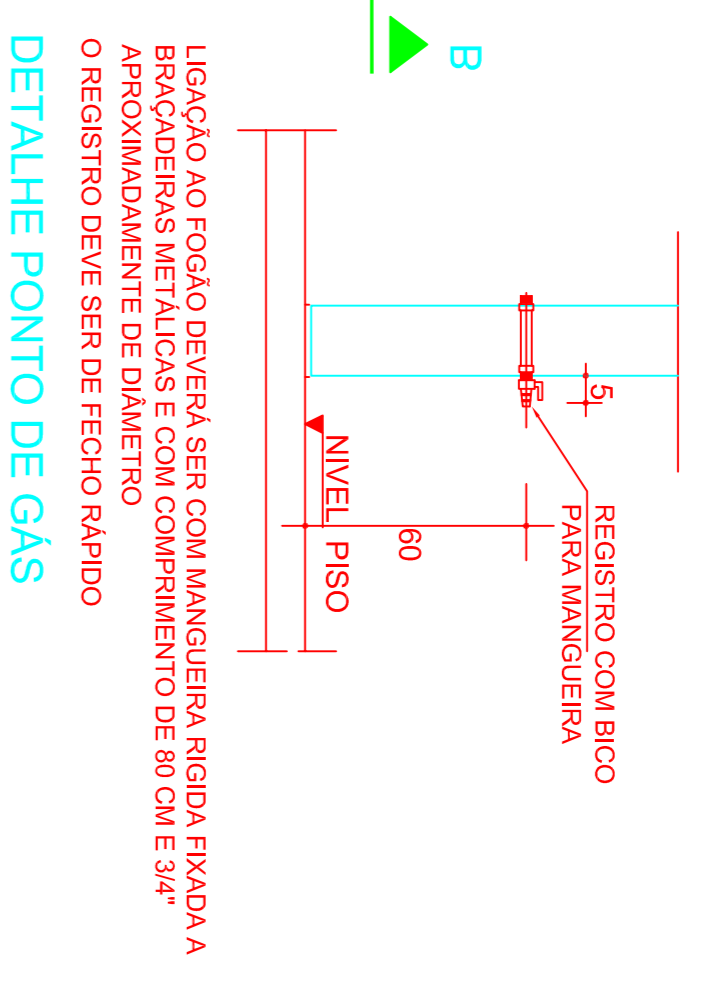 B
5
REGISTRO COM BICO
PARA MANGUEIRA
60
NIVEL PISO
LIGAÇÃO AO FOGÃO DEVERÁ SER COM MANGUEIRA RIGIDA FIXADA A
BRAÇADEIRAS METÁLICAS E COM COMPRIMENTO DE 80 CM E 3/4"
APROXIMADAMENTE DE DIÂMETRO
O REGISTRO DEVE SER DE FECHO RÁPIDO
DETALHE PONTO DE GÁS